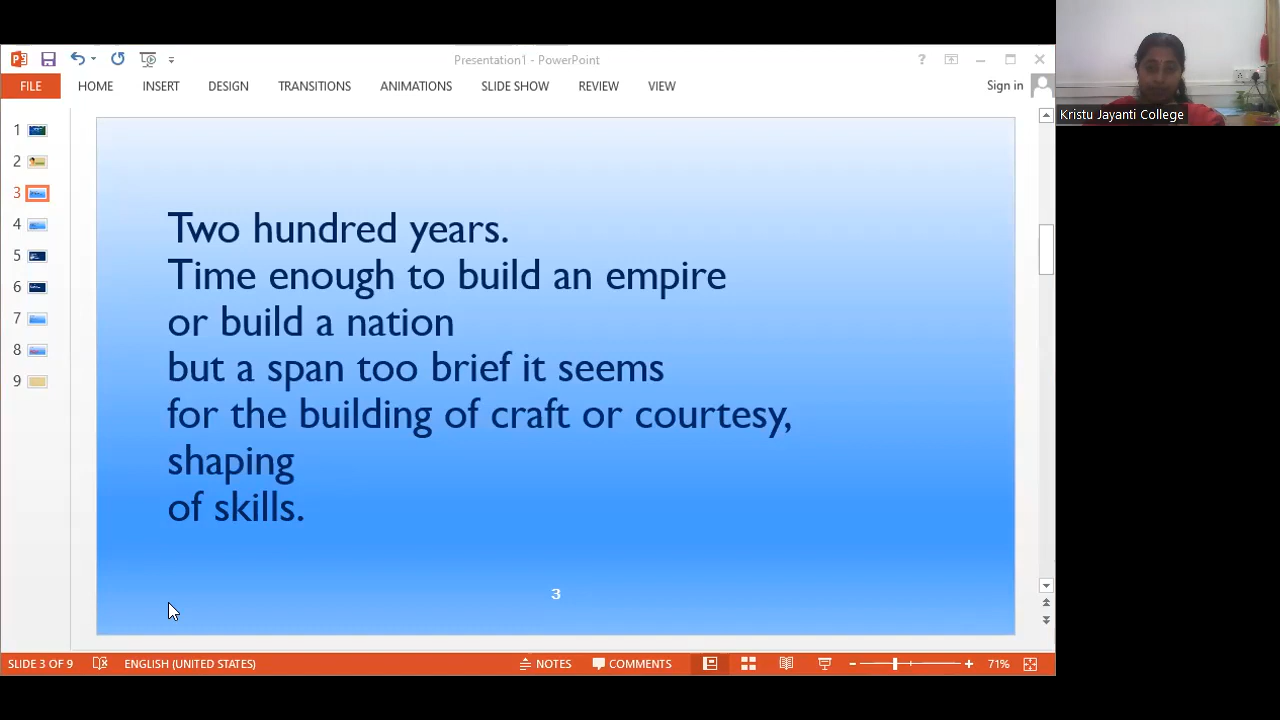 Presentation1 - PowerPoint
?
FILE HOME INSERT DESIGN TRANSITIONS ANIMATIONS SLIDE SHOW REVIEW VIEW Sign in
Kristu Jayanti College
1
2
3
4
5
6
7
8
9
Two hundred years.
Time enough to build an empire
or build a nation
but a span too brief it seems
for the building of craft or courtesy,
shaping
of skills.
3
SLIDE 3 OF 9 ENGLISH (UNITED STATES) NOTES COMMENTS 71%